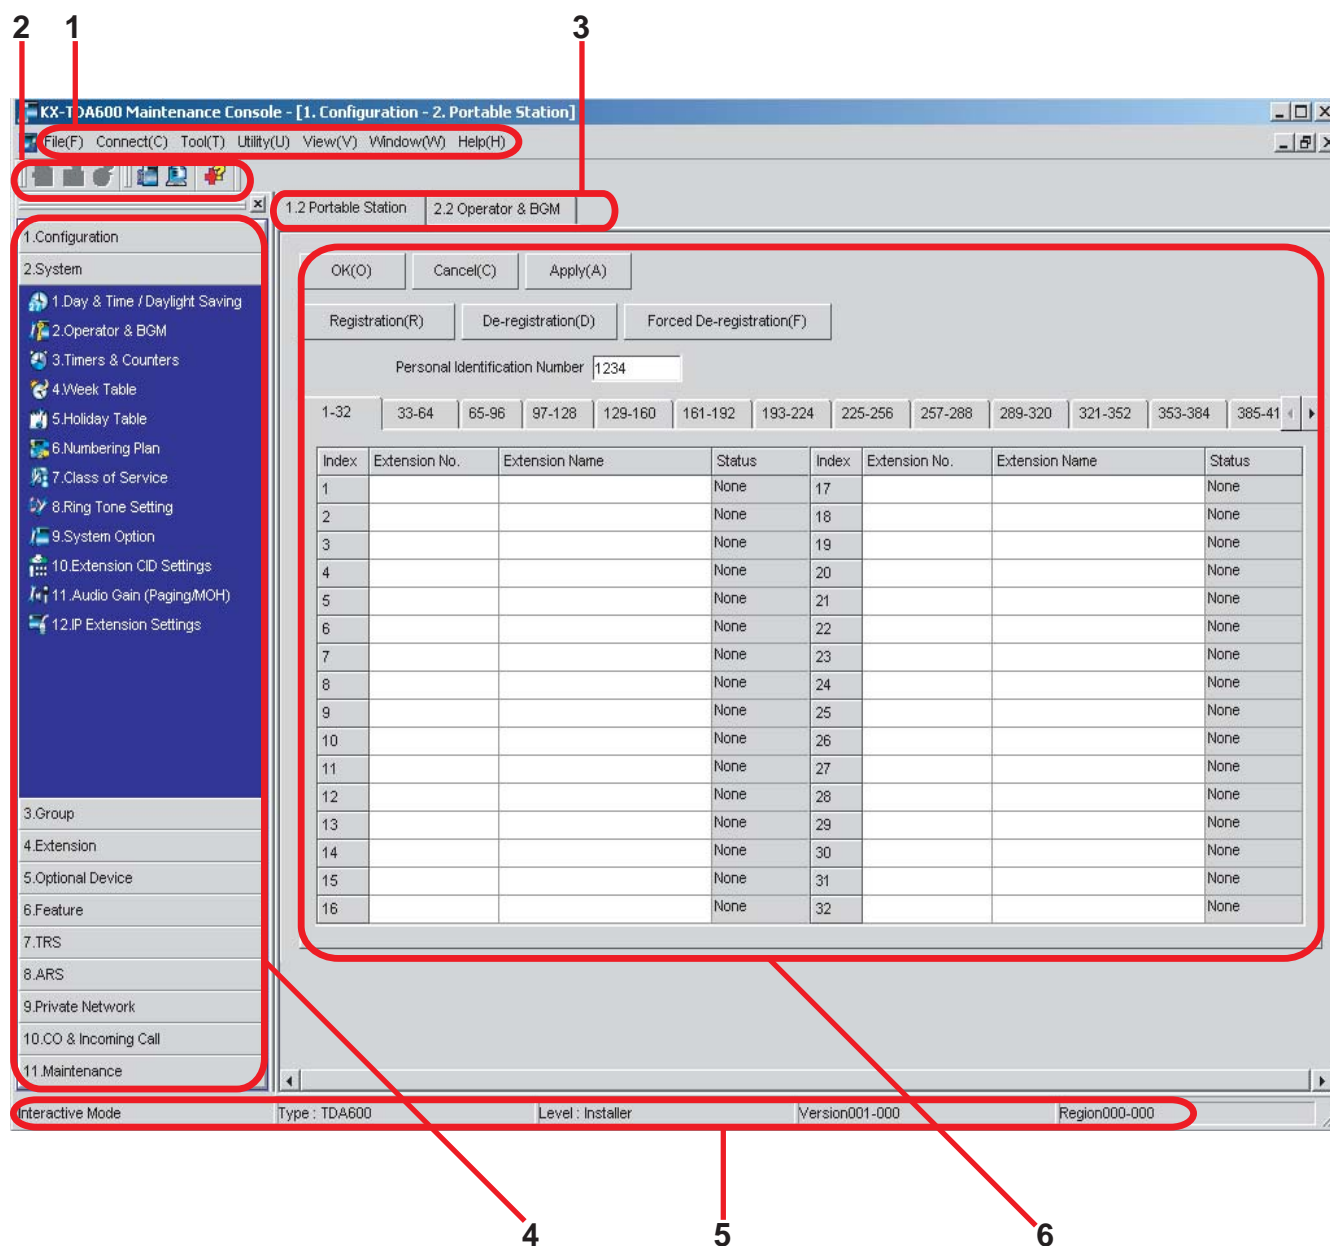 2 1 3
KX-TDA600 Maintenance Console - [1. Configuration - 2. Portable Station]
File(F) Connect(C) Tool(T) Utility(U) View(V) Window(W) Help(H)
1.2 Portable Station 2.2 Operator & BGM
1.Configuration
2.System
1.Day & Time / Daylight Saving
2.Operator & BGM
3.Timers & Counters
4.Week Table
5.Holiday Table
6.Numbering Plan
7.Class of Service
8.Ring Tone Setting
9.System Option
10.Extension CID Settings
11.Audio Gain (Paging/MOH)
12.IP Extension Settings
3.Group
4.Extension
5.Optional Device
6.Feature
7.TRS
8.ARS
9.Private Network
10.CO & Incoming Call
11.Maintenance
OK(O) Cancel(C) Apply(A)
Registration(R) De-registration(D) Forced De-registration(F)
Personal Identification Number 1234
1-32 33-64 65-96 97-128 129-160 161-192 193-224 225-256 257-288 289-320 321-352 353-384 385-41
Index Extension No. Extension Name Status Index Extension No. Extension Name Status
1 None 17 None
2 None 18 None
3 None 19 None
4 None 20 None
5 None 21 None
6 None 22 None
7 None 23 None
8 None 24 None
9 None 25 None
10 None 26 None
11 None 27 None
12 None 28 None
13 None 29 None
14 None 30 None
15 None 31 None
16 None 32 None
Interactive Mode Type : TDA600 Level : Installer Version001-000 Region000-000
4 5 6